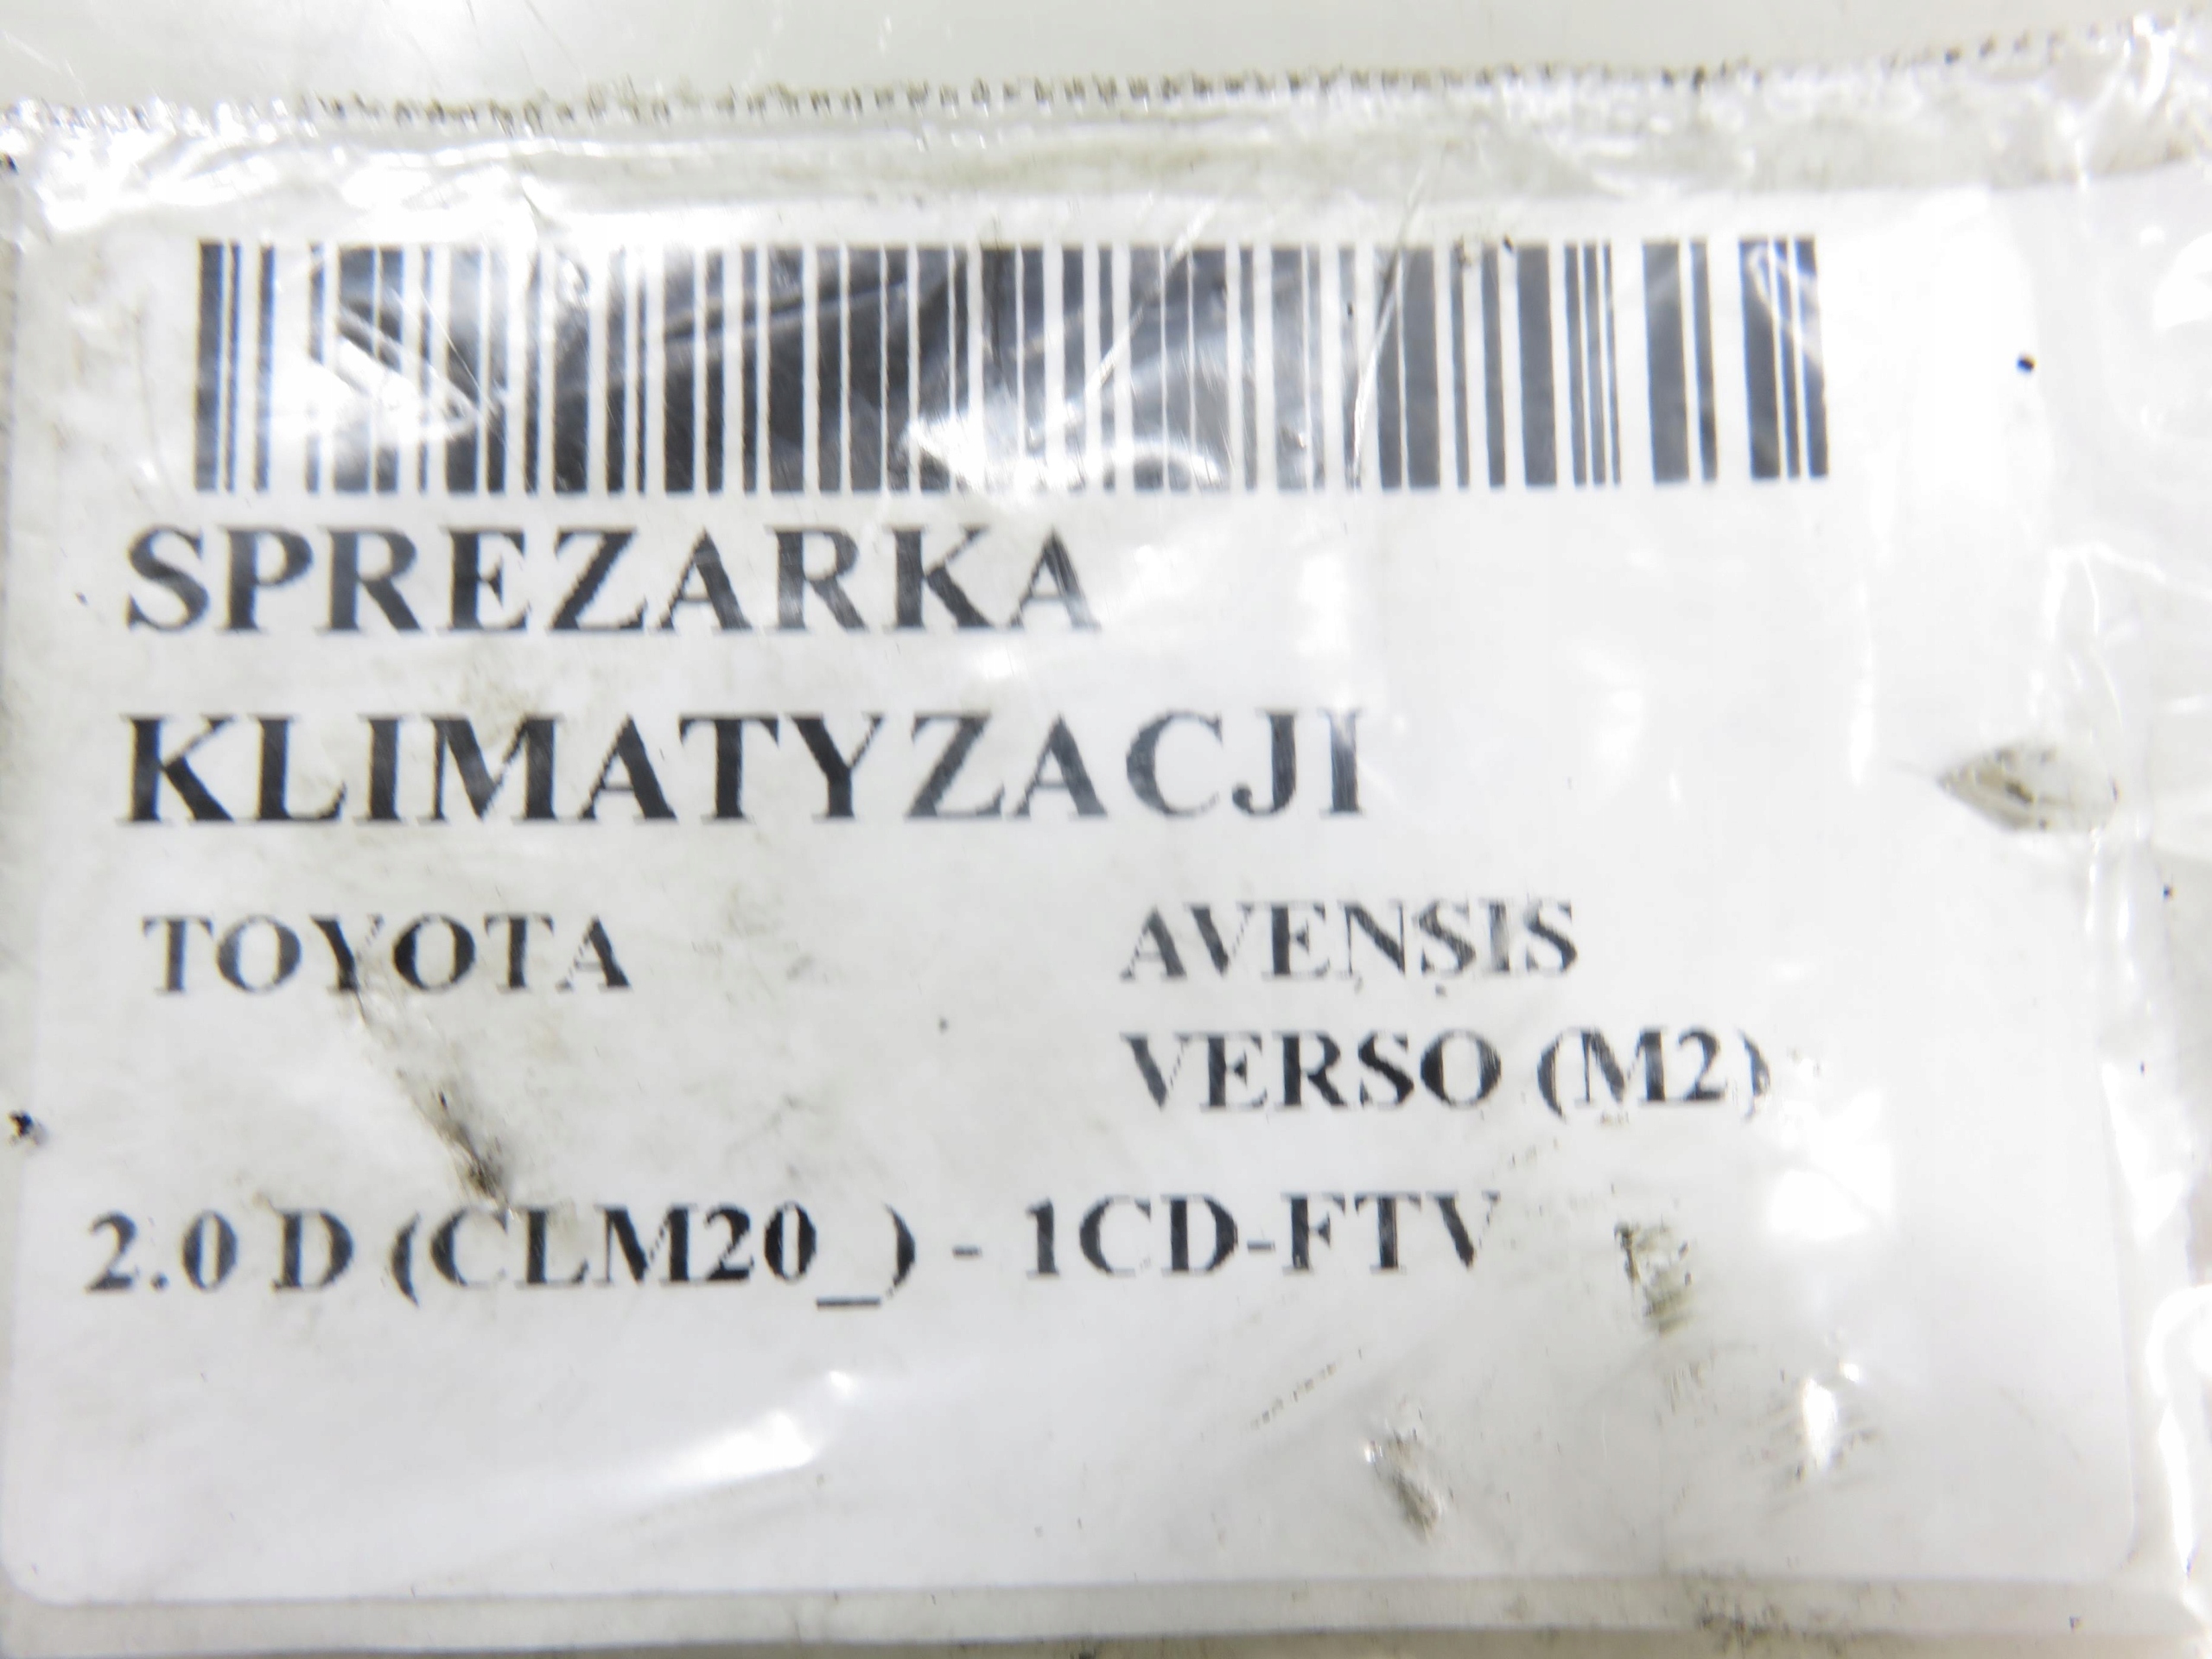 SPREZARKA
KLIMATYZACJI
TOYOTA AVENSIS
VERSO (M2)
2.0 D (CLM20_) - 1CD-FTV